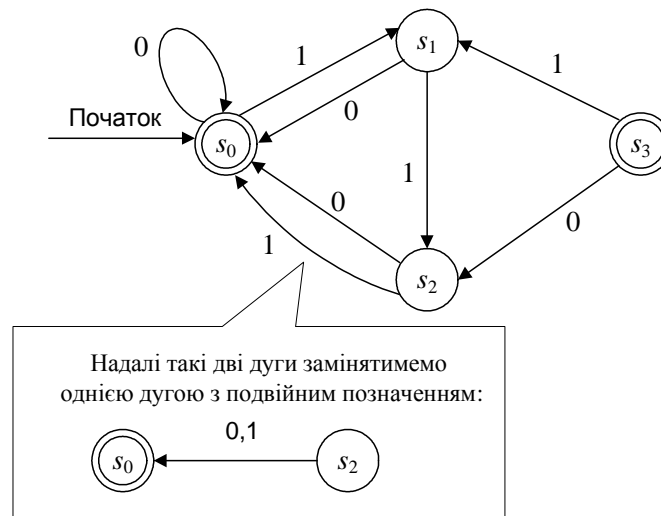 0
1
s1
Початок
0
1
s0
s3
1
0
0
1
s2
Надалі такі дві дуги замінятимемо
однією дугою з подвійним позначенням:
0,1
s0
s2